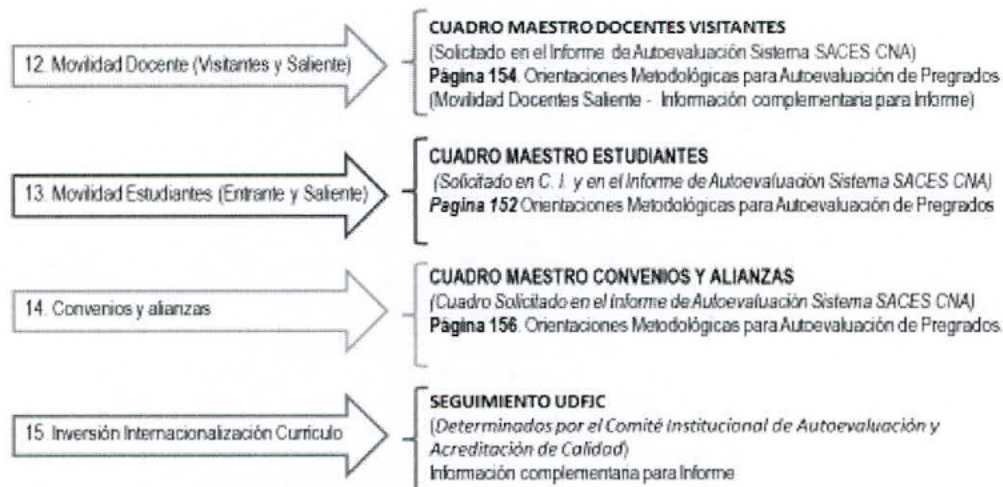 12. Movilidad Docente (Visitantes y Saliente)
CUADRO MAESTRO DOCENTES VISITANTES
(Solicitado en el Informe de Autoevaluación Sistema SACES CNA)
Página 154. Orientaciones Metodológicas para Autoevaluación de Pregrados
(Movilidad Docentes Saliente - Información complementaria para Informe)
13. Movilidad Estudiantes (Entrante y Saliente)
CUADRO MAESTRO ESTUDIANTES
(Solicitado en C. I. y en el Informe de Autoevaluación Sistema SACES CNA)
Pagina 152 Orientaciones Metodológicas para Autoevaluación de Pregrados
14. Convenios y alianzas
CUADRO MAESTRO CONVENIOS Y ALIANZAS
(Cuadro Solicitado en el Informe de Autoevaluación Sistema SACES CNA)
Página 156. Orientaciones Metodológicas para Autoevaluación de Pregrados.
15. Inversión Internacionalización Currículo
SEGUIMIENTO UDFJC
(Determinados por el Comité Institucional de Autoevaluación y
Acreditación de Calidad)
Información complementaria para Informe